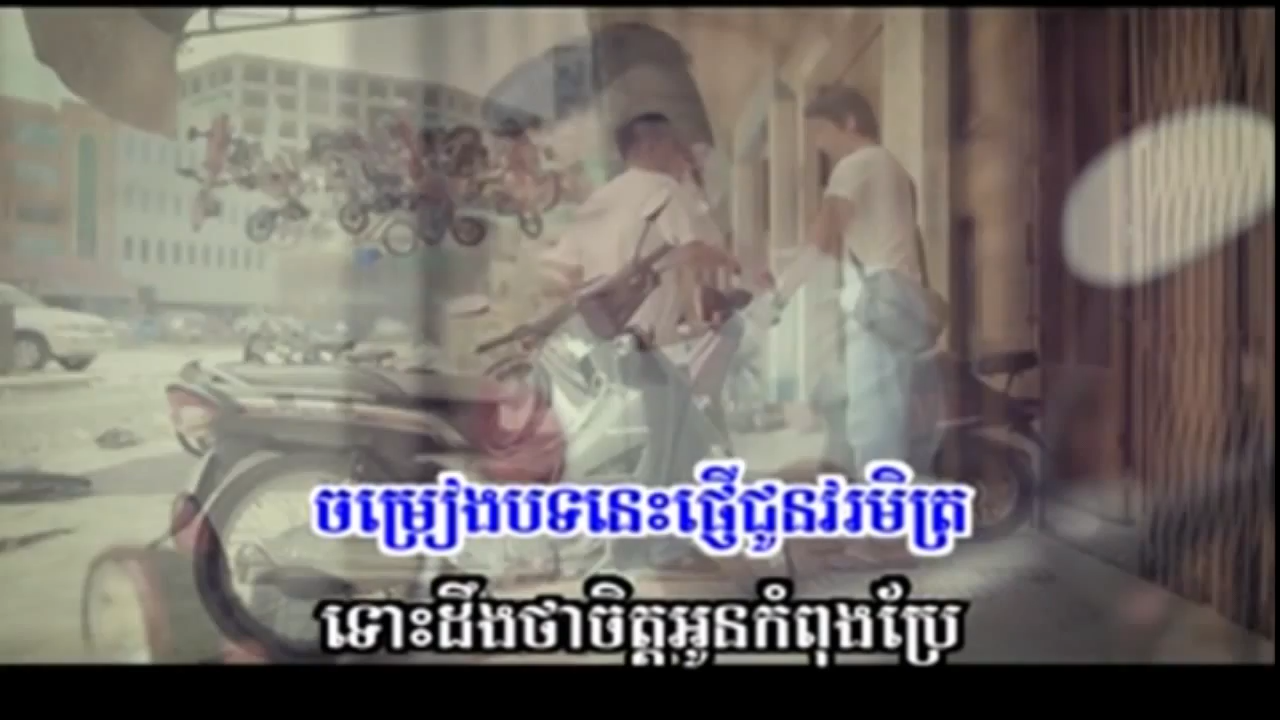 ចម្រៀងបទនេះផ្ញើជូនវរមិត្រ
ទោះដឹងថាចិត្តអូនកំពុងប្រែ